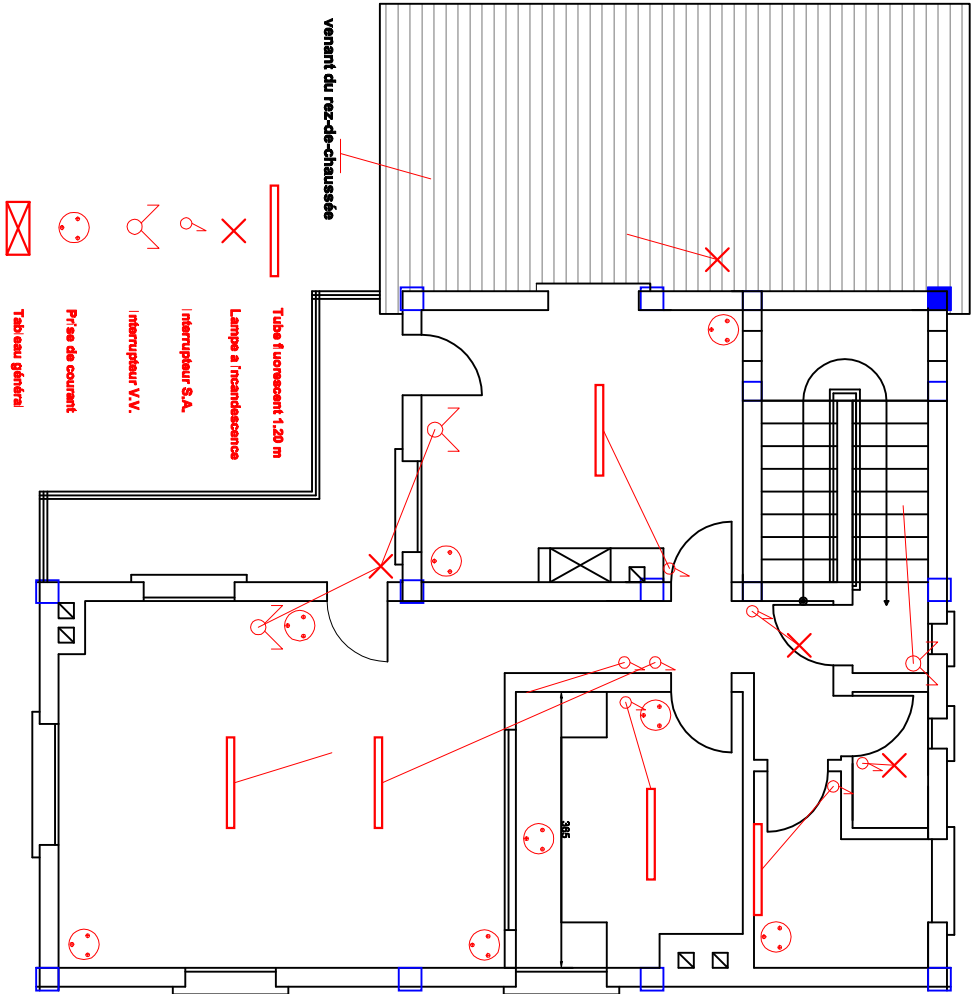 venant du rez-de-chaussée
Tube fluorescent 1.20 m
Lampe a incandescence
Interrupteur S.A.
Interrupteur V.V.
Prise de courant
Tableau général
365